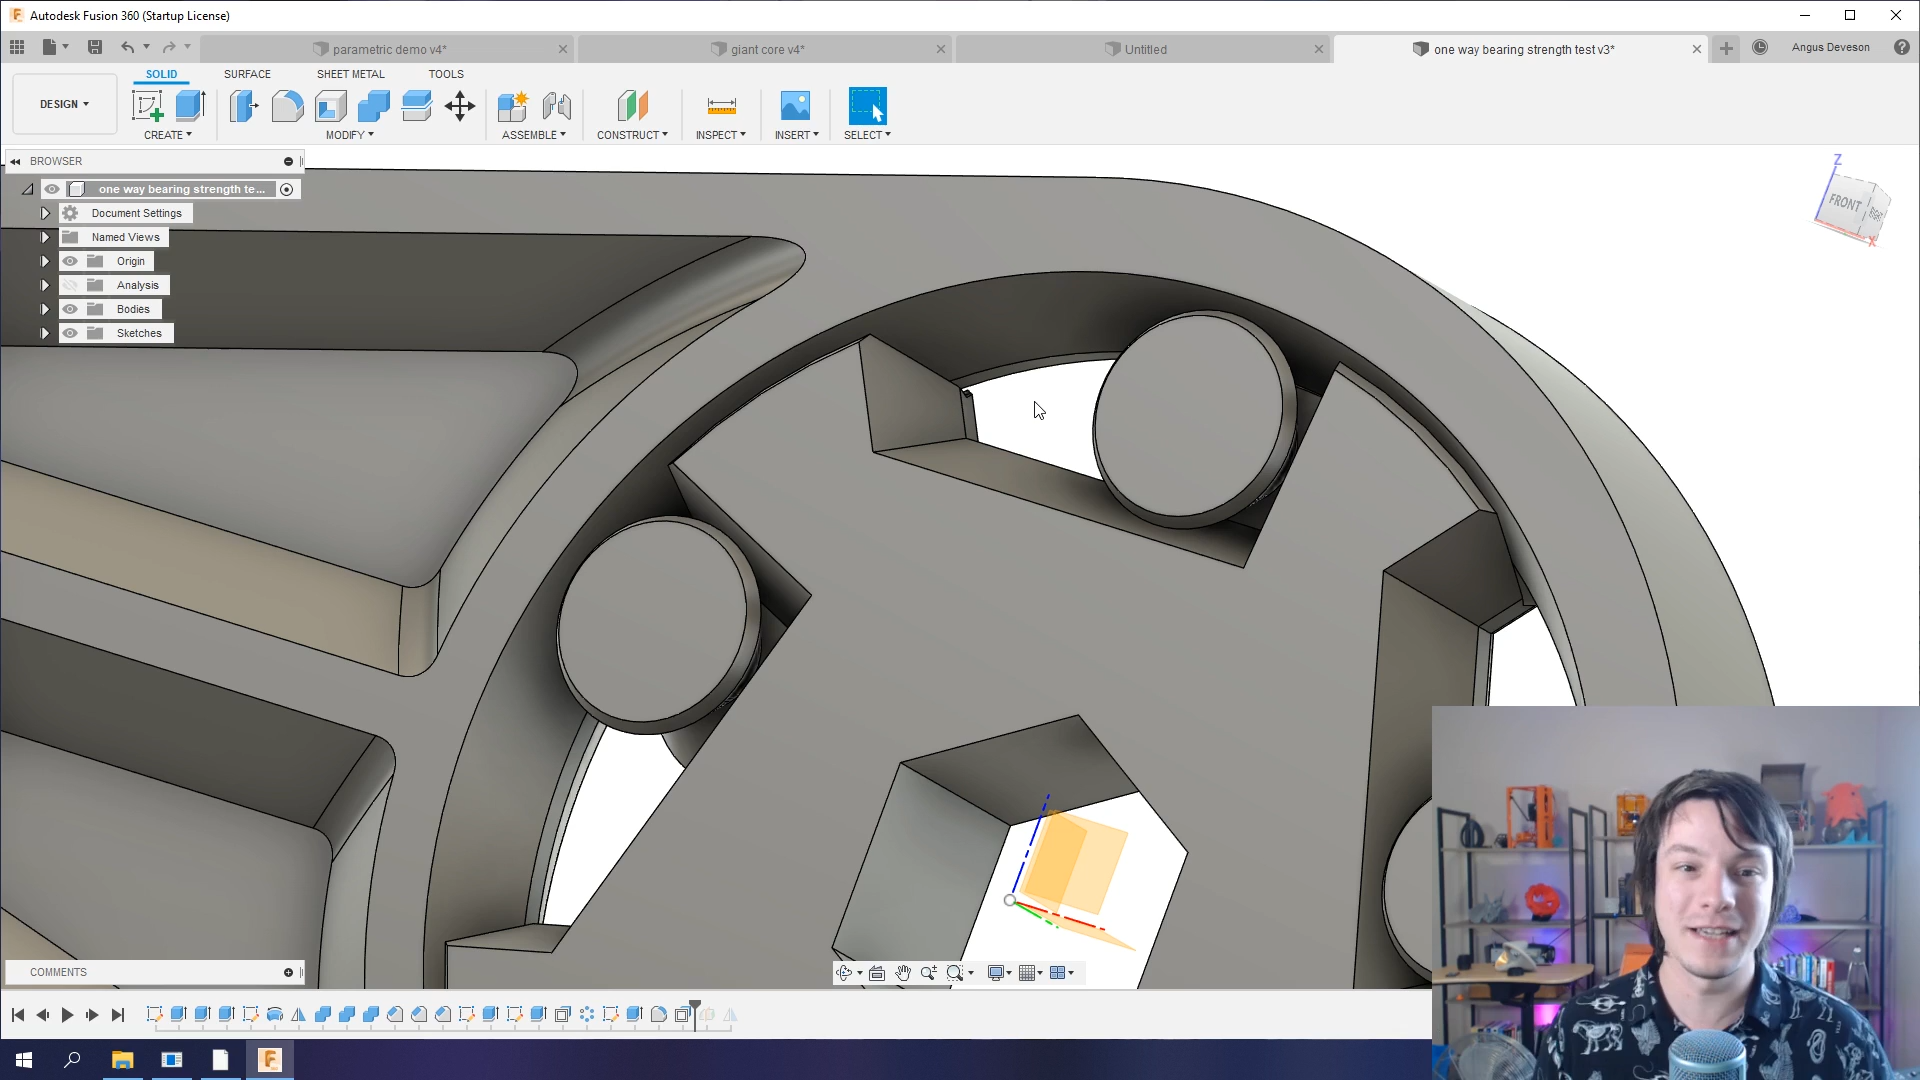 Autodesk Fusion 360 (Startup License)
parametric demo v4*
giant core v4*
Untitled
one way bearing strength test v3*
Angus Deveson
SOLID
SURFACE
SHEET METAL
TOOLS
DESIGN
CREATE
MODIFY
ASSEMBLE
CONSTRUCT
INSPECT
INSERT
SELECT
BROWSER
one way bearing strength te...
Document Settings
Named Views
Origin
Analysis
Bodies
Sketches
Z
FRONT
RIGHT
X
COMMENTS